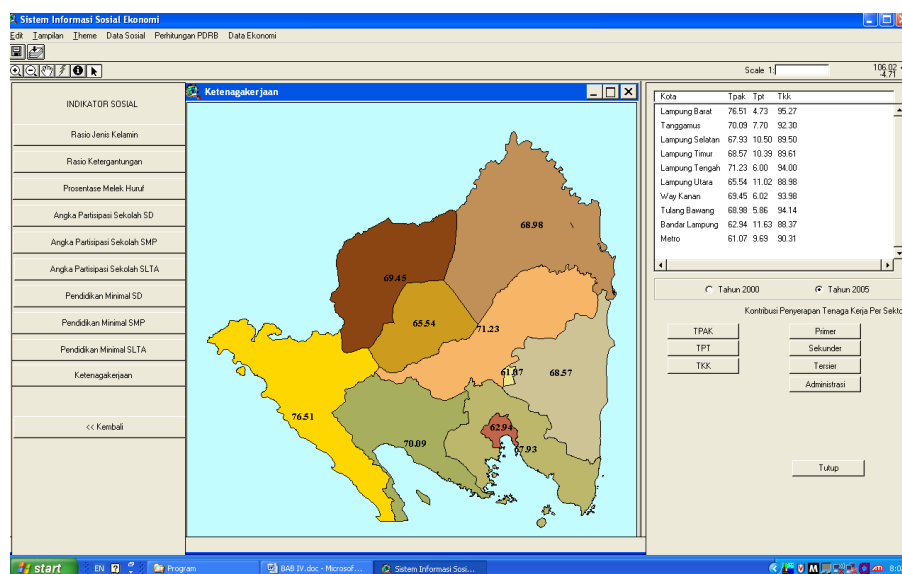 Sistem Informasi Sosial Ekonomi
Edit Tampilan Theme Data Sosial Perhitungan PDRB Data Ekonomi
Scale 1:
106.02
-4.71
INDIKATOR SOSIAL
Rasio Jenis Kelamin
Rasio Ketergantungan
Prosentase Melek Huruf
Angka Partisipasi Sekolah SD
Angka Partisipasi Sekolah SMP
Angka Partisipasi Sekolah SLTA
Pendidikan Minimal SD
Pendidikan Minimal SMP
Pendidikan Minimal SLTA
Ketenagakerjaan
<< Kembali
Ketenagakerjaan
68.98
69.45
65.54
71.23
61.07
68.57
76.51
70.09
62.94
67.93
Kota Tpak Tpt Tkk
Lampung Barat 76.51 4.73 95.27
Tanggamus 70.09 7.70 92.30
Lampung Selatan 67.93 10.50 89.50
Lampung Timur 68.57 10.39 89.61
Lampung Tengah 71.23 6.00 94.00
Lampung Utara 65.54 11.02 88.98
Way Kanan 69.45 6.02 93.98
Tulang Bawang 68.98 5.86 94.14
Bandar Lampung 62.94 11.63 88.37
Metro 61.07 9.69 90.31
Tahun 2000 Tahun 2005
Kontribusi Penyerapan Tenaga Kerja Per Sekto
TPAK Primer
TPT Sekunder
TKK Tersier
Administrasi
Tutup
start EN Program BAB IV.doc - Microsof... Sistem Informasi Sosi... 8:0